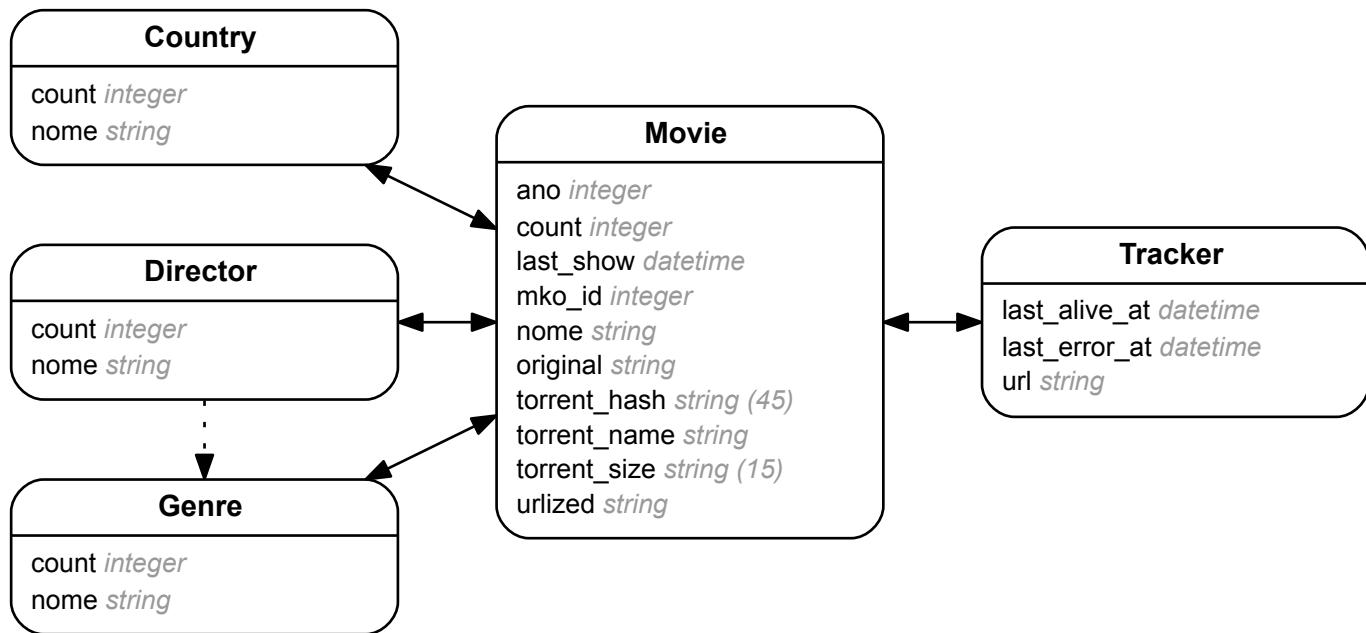 Country
count integer
nome string
Director
count integer
nome string
Genre
count integer
nome string
Movie
ano integer
count integer
last_show datetime
mko_id integer
nome string
original string
torrent_hash string (45)
torrent_name string
torrent_size string (15)
urlized string
Tracker
last_alive_at datetime
last_error_at datetime
url string